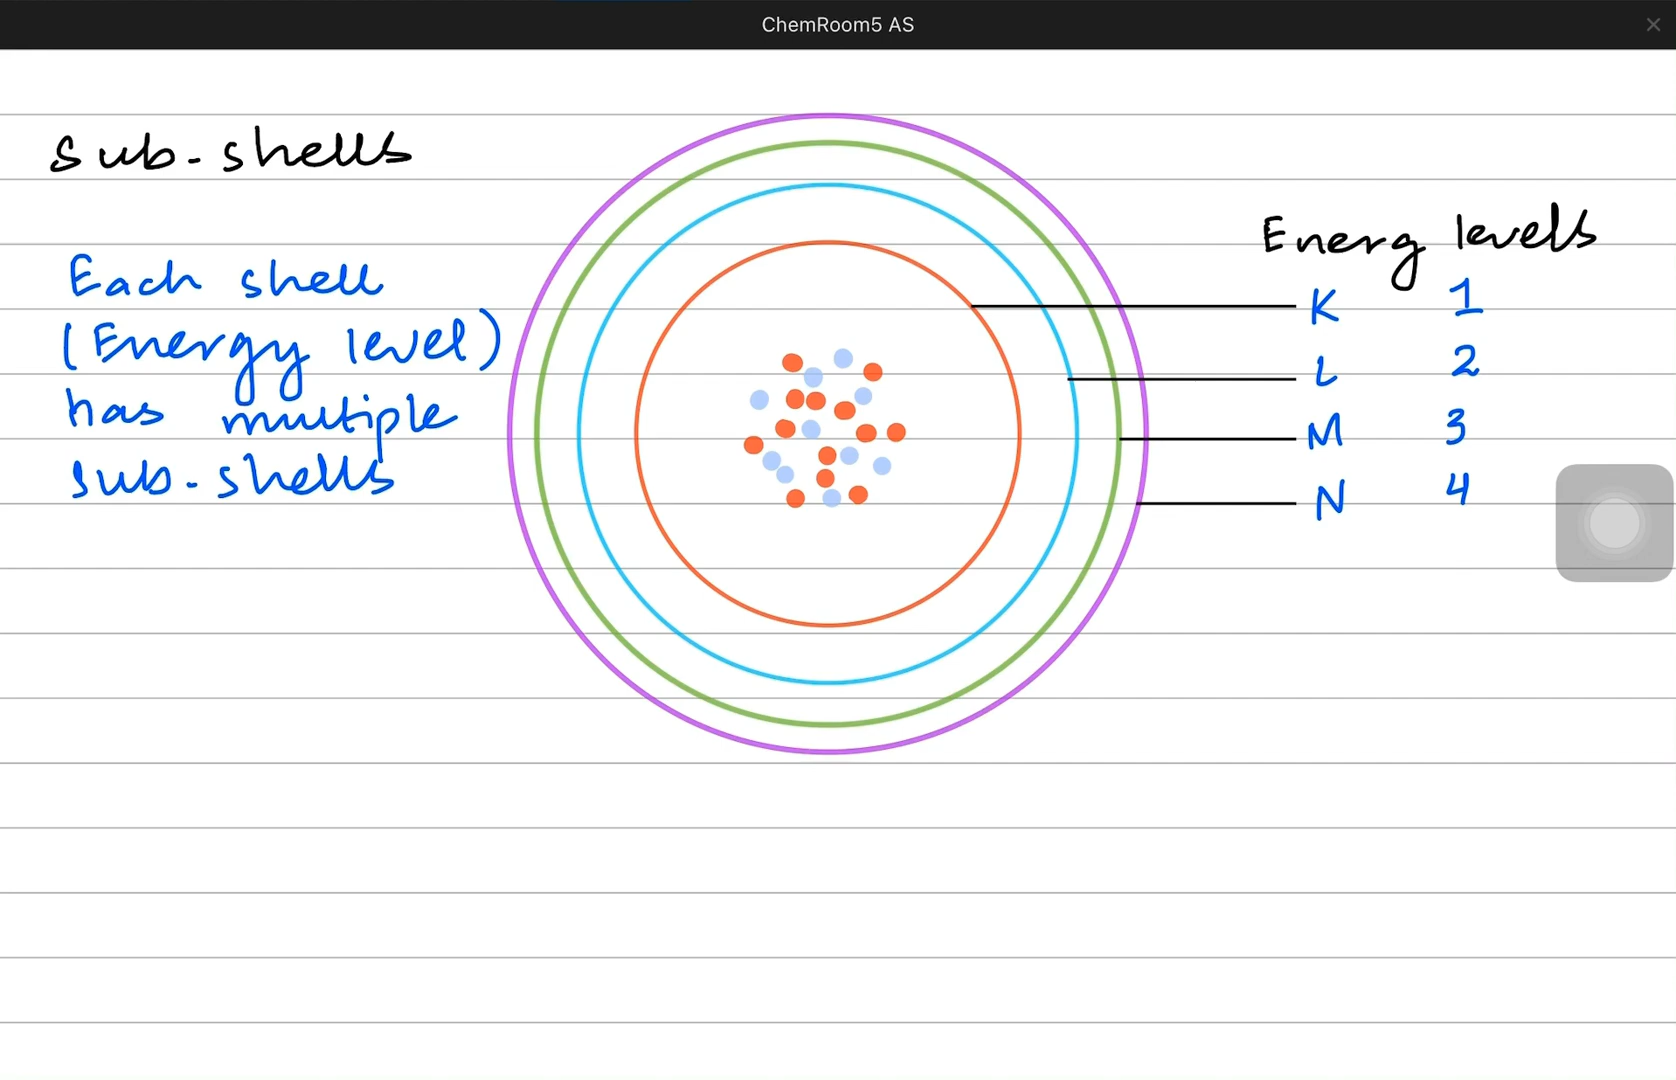 ChemRoom5 AS
Sub-shells
Each shell
(Energy level)
has multiple
sub-shells
Energ levels
K 1
L 2
M 3
N 4